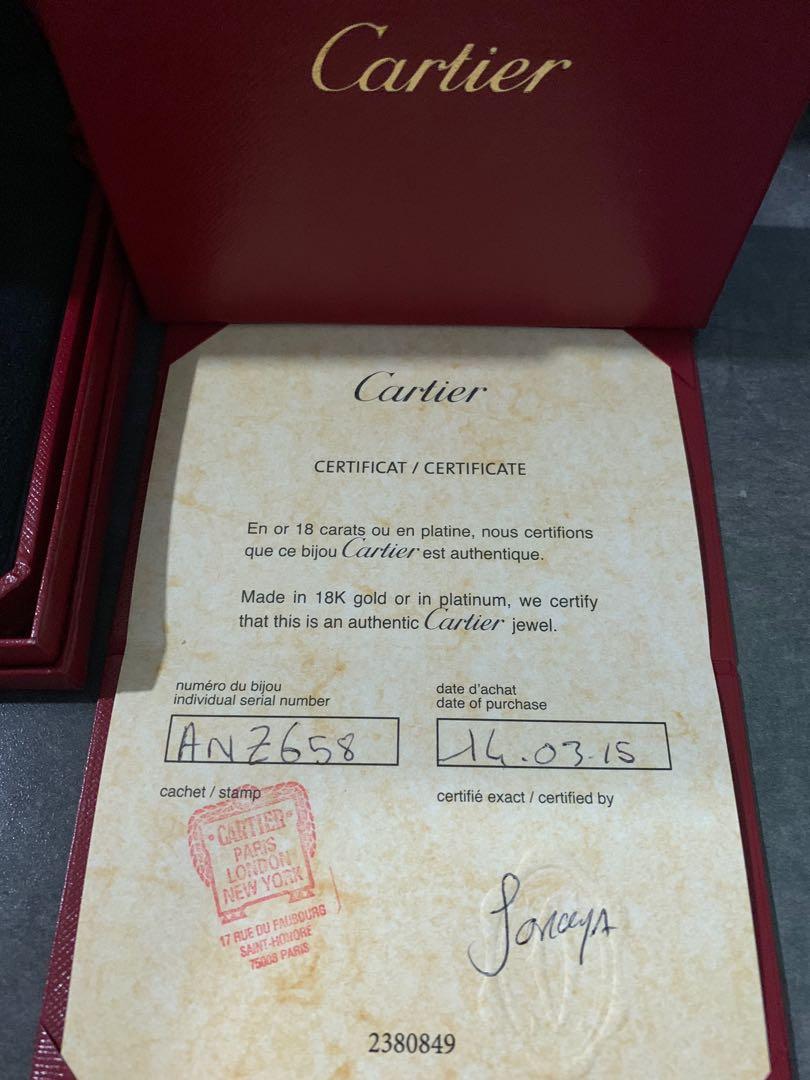 Cartier
Cartier
CERTIFICAT / CERTIFICATE
En or 18 carats ou en platine, nous certifions
que ce bijou Cartier est authentique.
Made in 18K gold or in platinum, we certify
that this is an authentic Cartier jewel.
numéro du bijou
individual serial number
ANZ658
date d'achat
date of purchase
14.03.15
cachet / stamp
CARTIER
PARIS
LONDON
NEW YORK
17 RUE DU FAUBOURG
SAINT-HONORÉ
75008 PARIS
certifié exact / certified by
Soraya
2380849